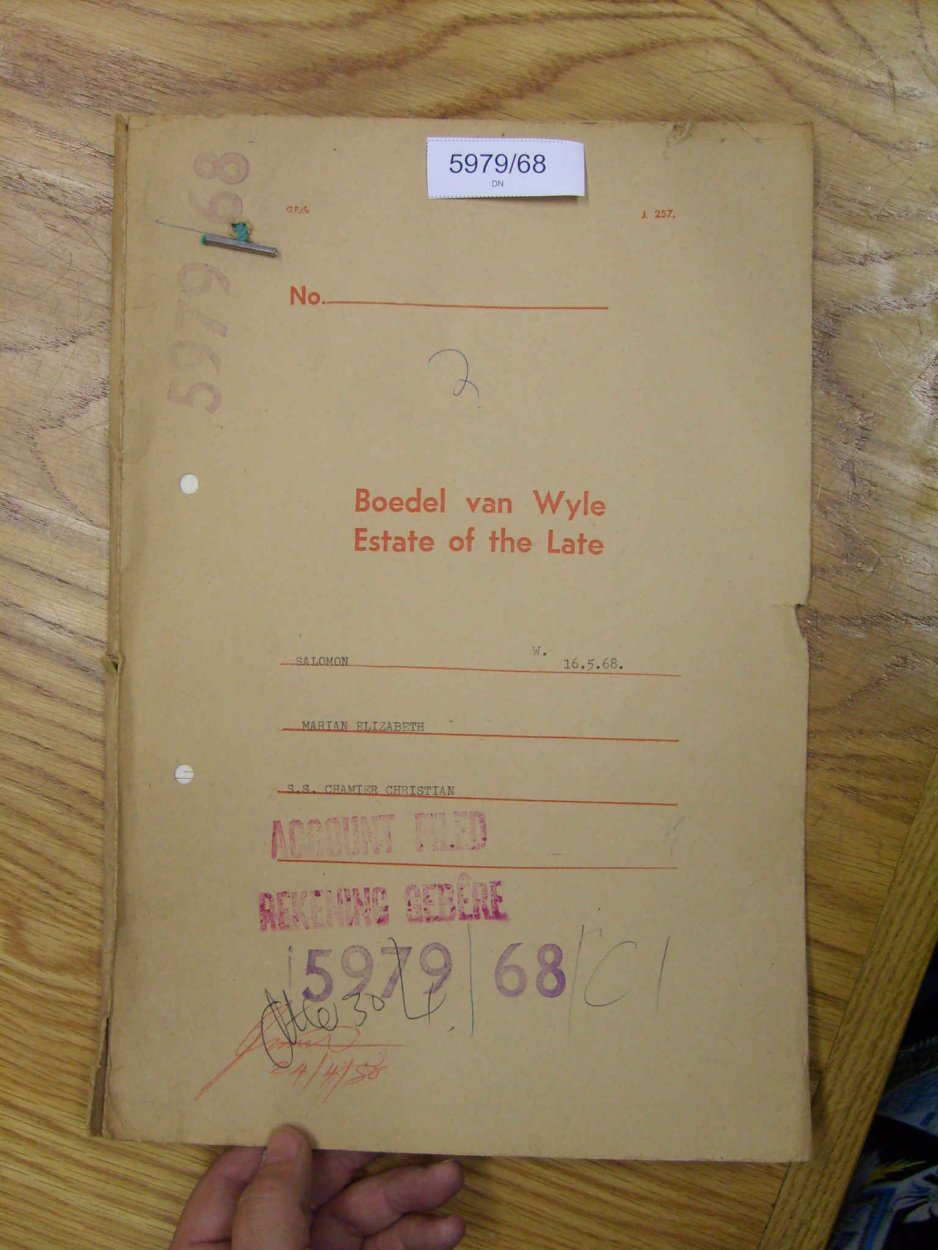 5979/68
DN
5979/68
G.P.-S.
J. 257.
No.
2
Boedel van Wyle
Estate of the Late
SALOMON W. 16.5.68.
MARIAN ELIZABETH
S.S. CHAMIER CHRISTIAN
ACCOUNT FILED
REKENING GEDÊRE
5979/68/C1